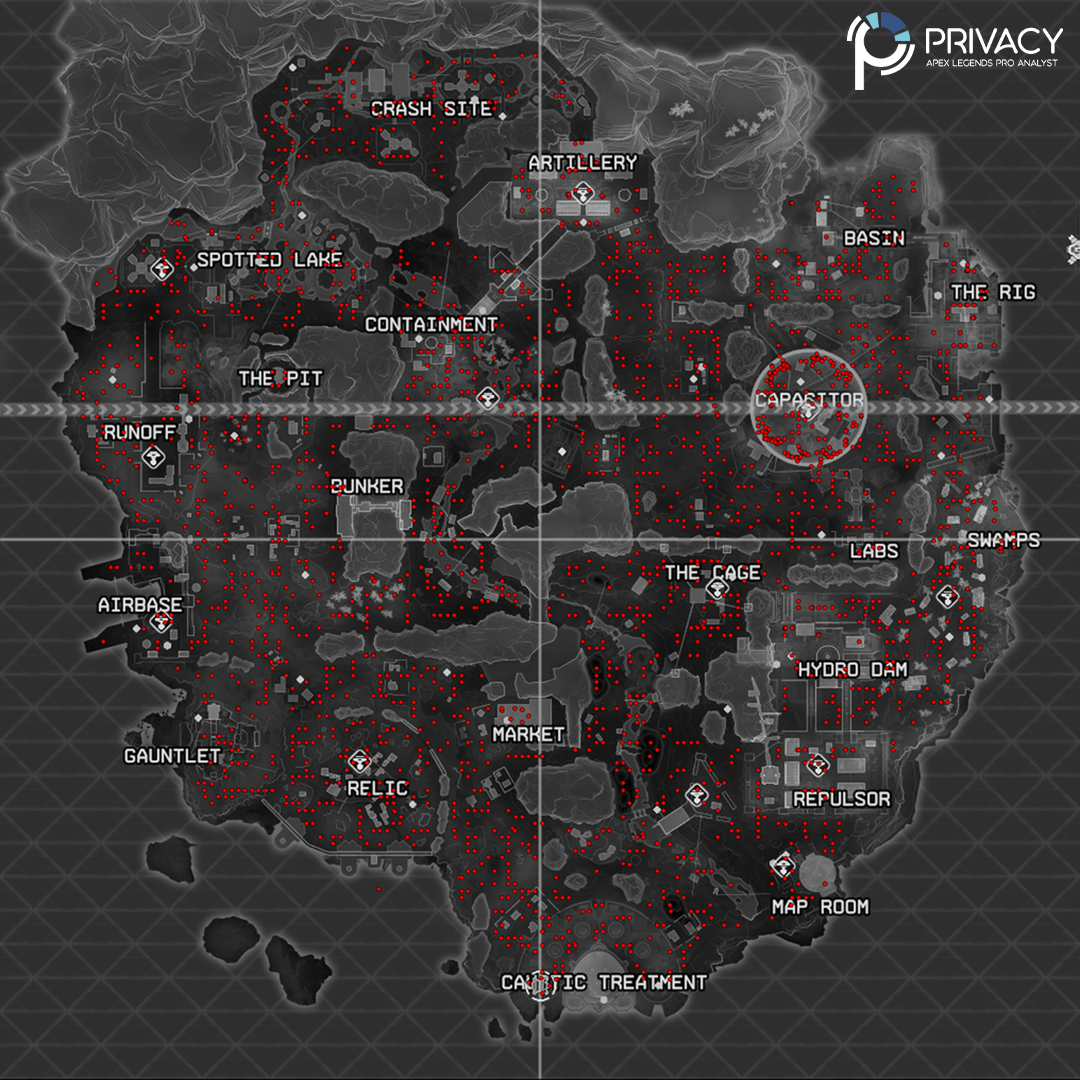 PRIVACY
APEX LEGENDS PRO ANALYST
CRASH SITE
ARTILLERY
BASIN
SPOTTED LAKE
THE RIG
CONTAINMENT
THE PIT
CAPACITOR
RUNOFF
BUNKER
SWAMPS
LABS
THE CAGE
AIRBASE
HYDRO DAM
MARKET
GAUNTLET
RELIC
REPULSOR
MAP ROOM
CAUSTIC TREATMENT